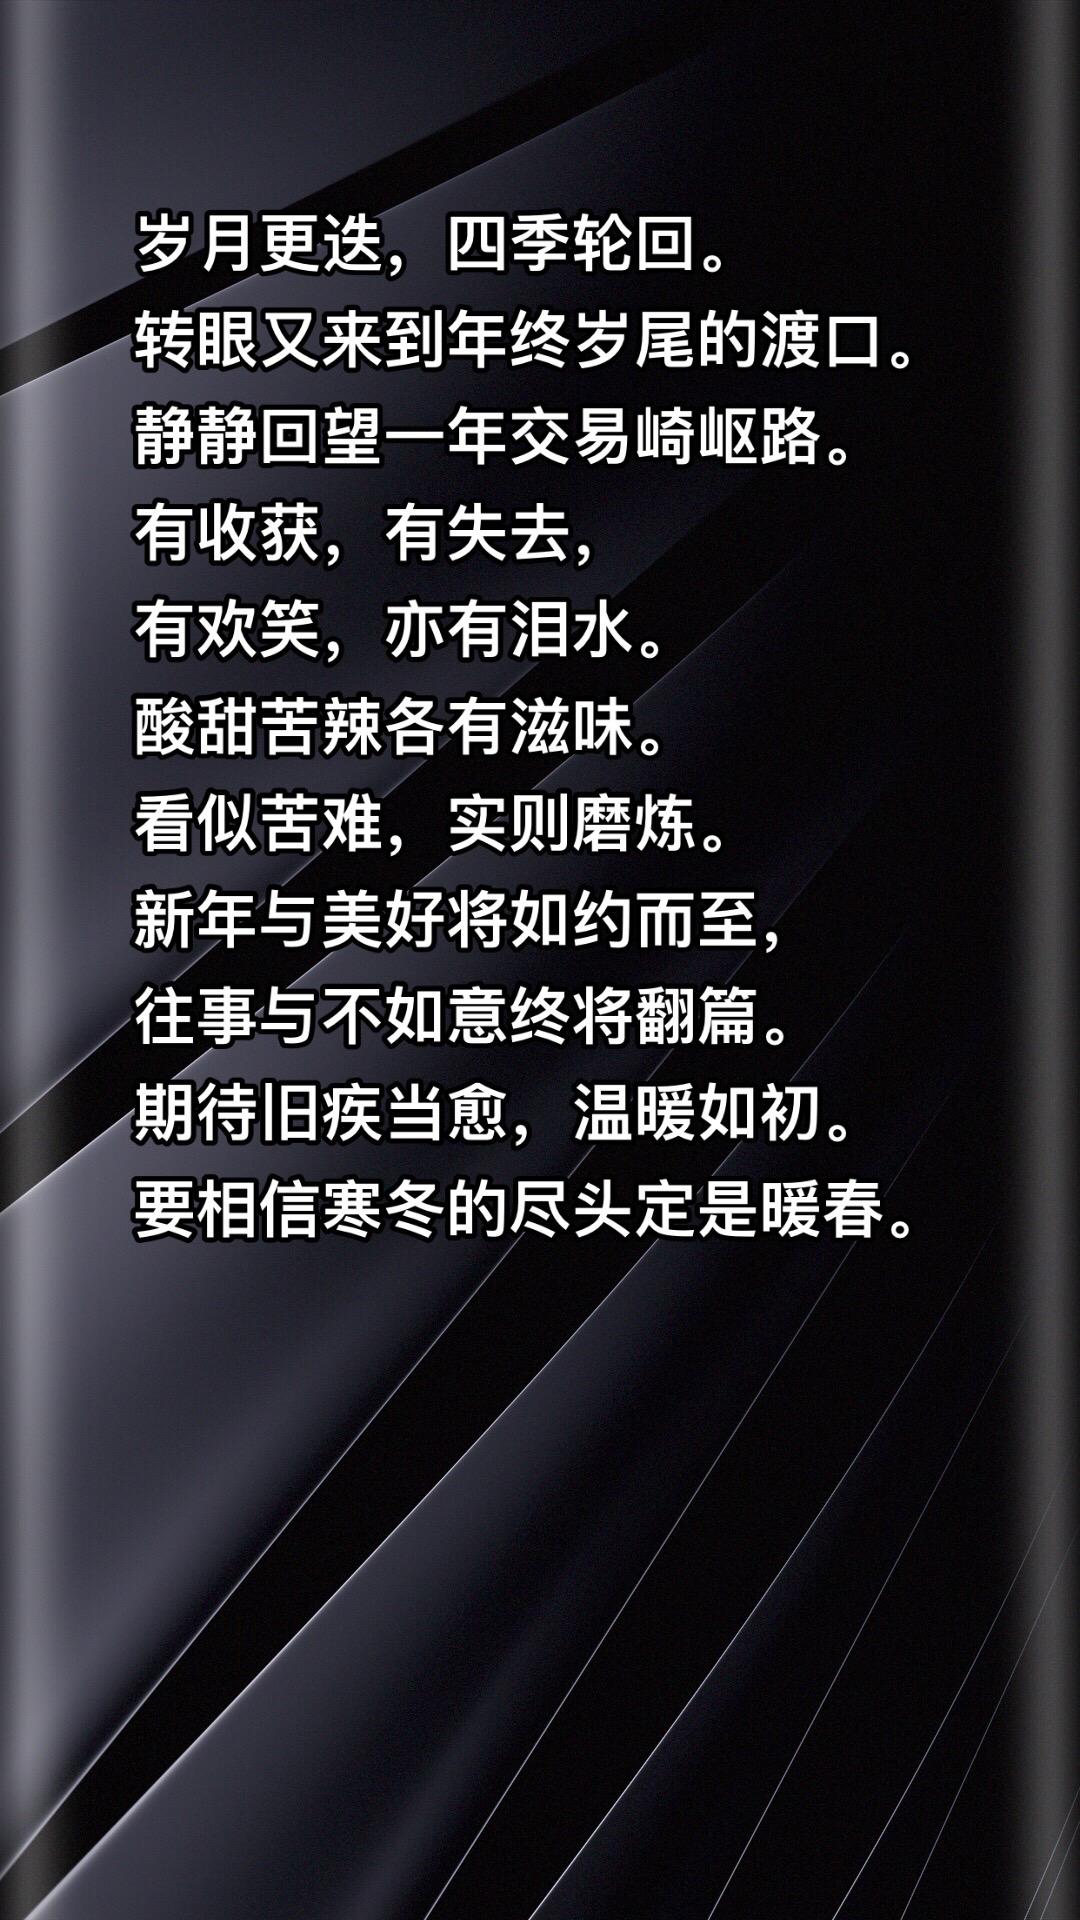 岁月更迭，四季轮回。
转眼又来到年终岁尾的渡口。
静静回望一年交易崎岖路。
有收获，有失去，
有欢笑，亦有泪水。
酸甜苦辣各有滋味。
看似苦难，实则磨炼。
新年与美好将如约而至，
往事与不如意终将翻篇。
期待旧疾当愈，温暖如初。
要相信寒冬的尽头定是暖春。